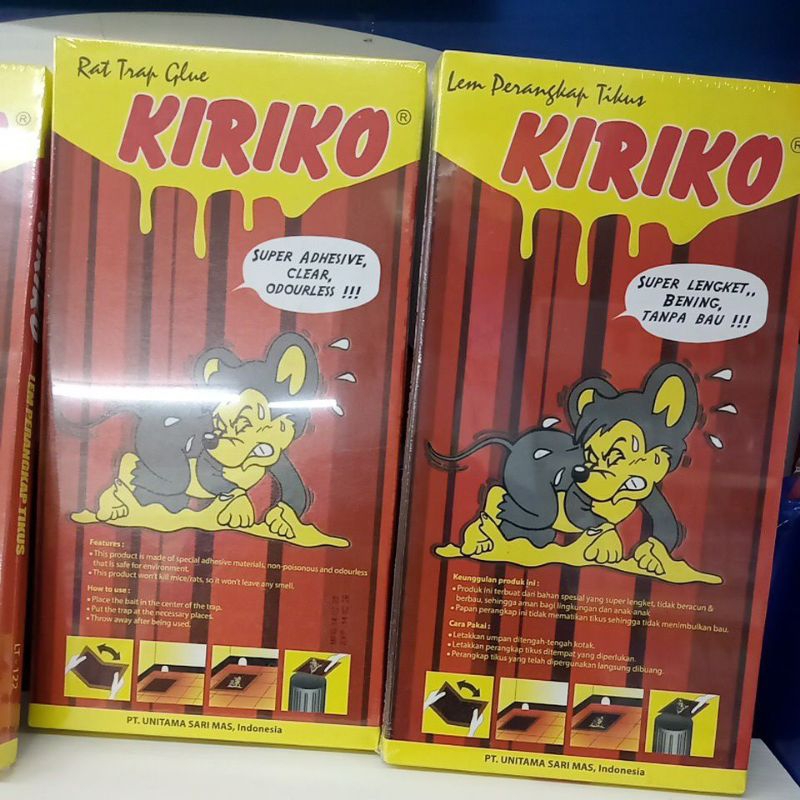 Rat Trap Glue
KIRIKO®
SUPER ADHESIVE,
CLEAR,
ODOURLESS !!!
Features :
• This product is made of special adhesive materials, non-poisonous and odourless
that is safe for environment.
• This product won't kill mice/rats, so it won't leave any smell.
How to use :
• Place the bait in the center of the trap.
• Put the trap at the necessary places.
• Throw away after being used.
PT. UNITAMA SARI MAS, Indonesia
Lem Perangkap Tikus
KIRIKO®
SUPER LENGKET,,
BENING,
TANPA BAU !!!
Keunggulan produk ini :
• Produk ini terbuat dari bahan spesial yang super lengket, tidak beracun &
berbau, sehingga aman bagi lingkungan dan anak-anak
• Papan perangkap ini tidak mematikan tikus sehingga tidak menimbulkan bau.
Cara Pakai :
• Letakkan umpan ditengah-tengah kotak.
• Letakkan perangkap tikus ditempat yang diperlukan.
• Perangkap tikus yang telah dipergunakan langsung dibuang.
PT. UNITAMA SARI MAS, Indonesia
®
LEM PERANGKAP TIKUS